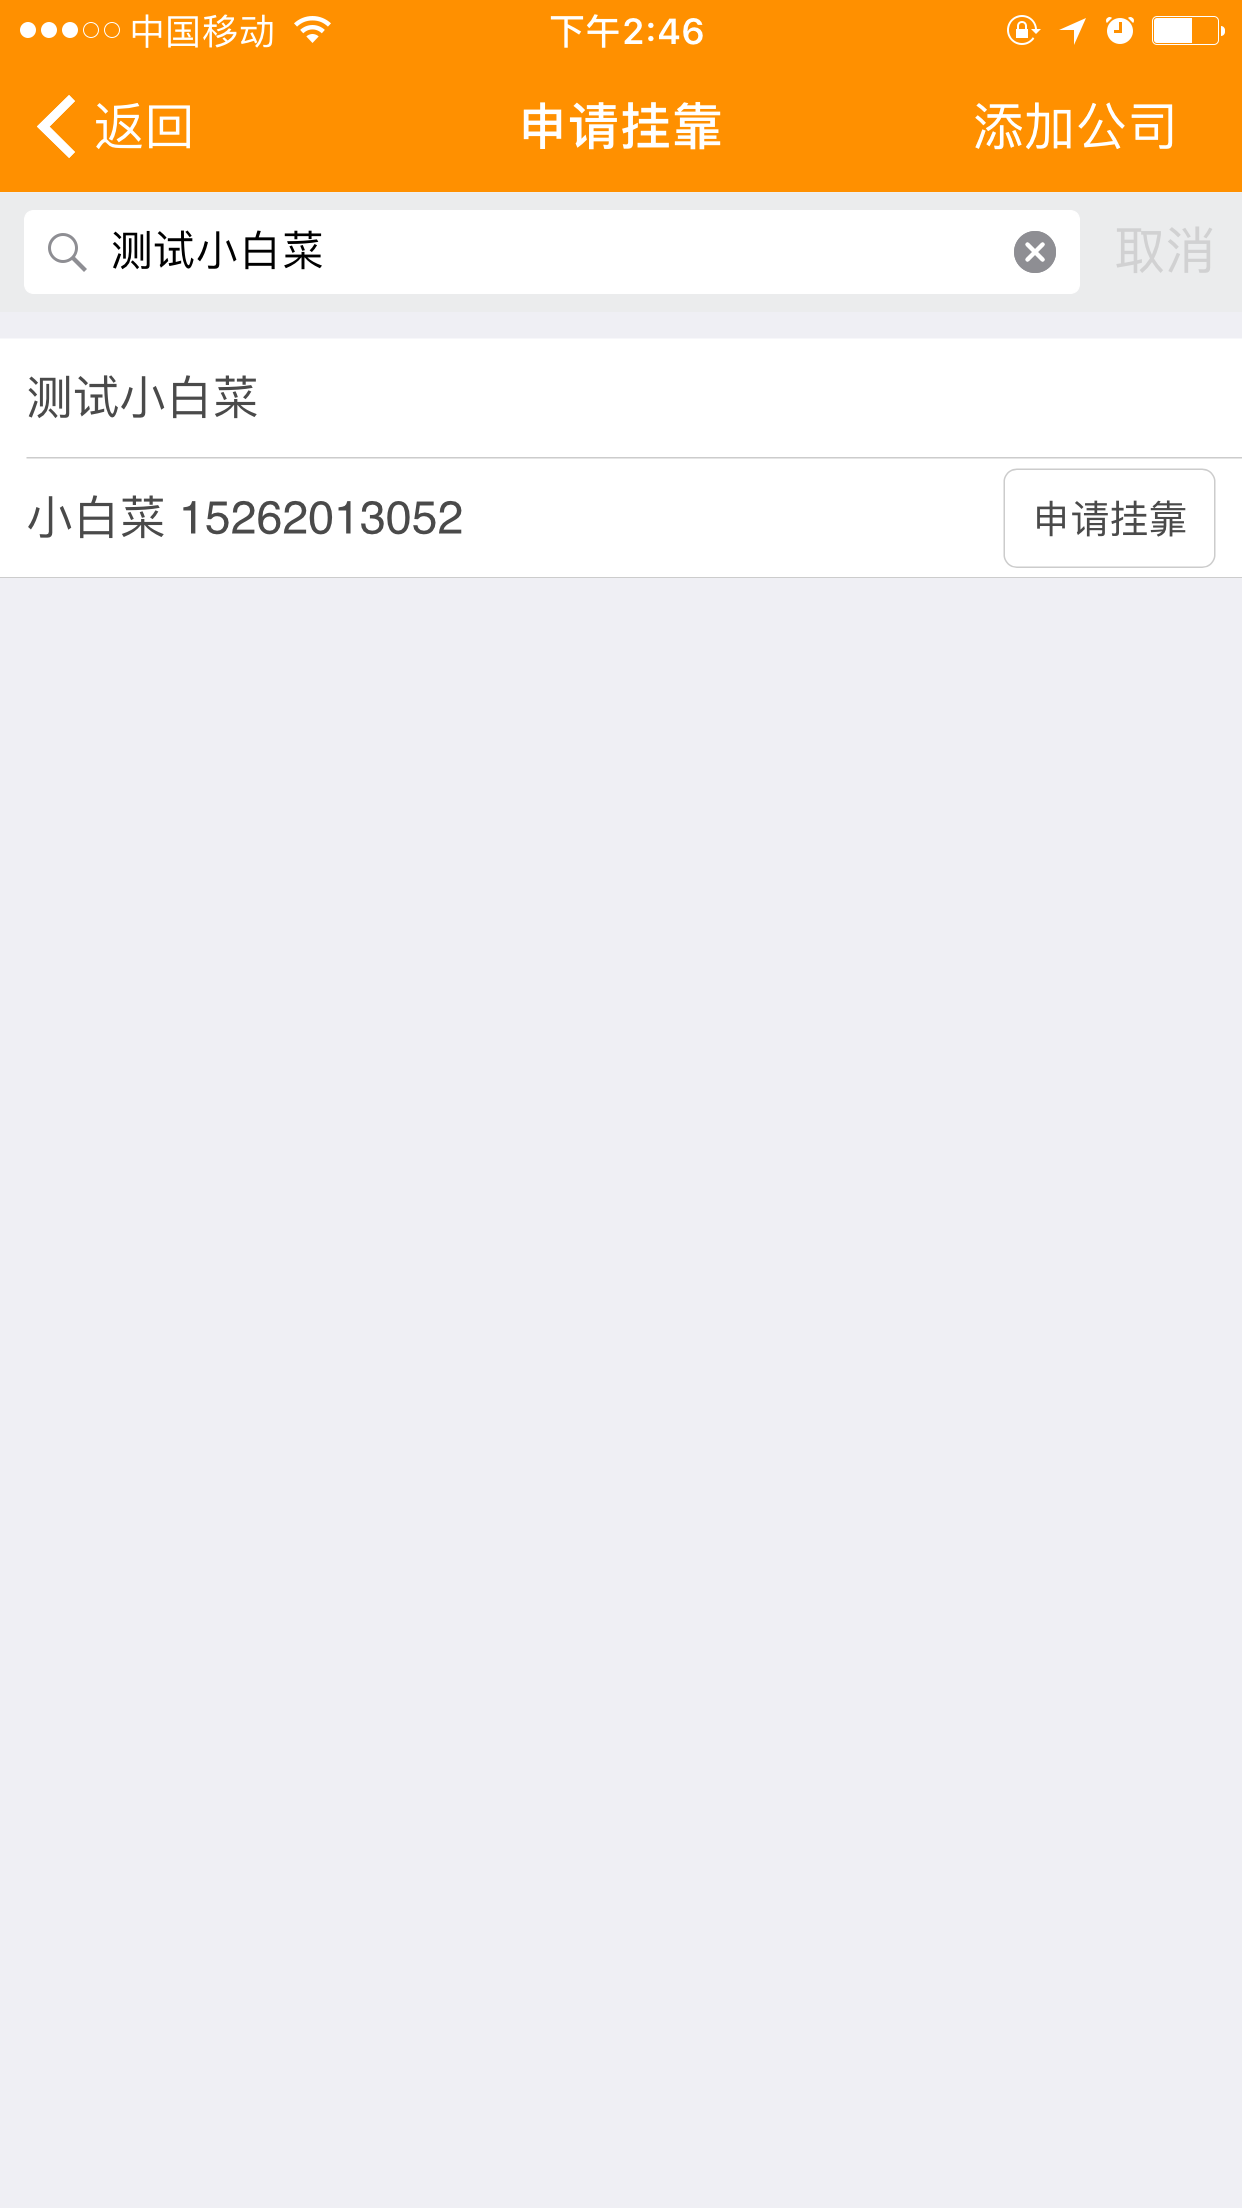 中国移动 下午2:46
返回 申请挂靠 添加公司
测试小白菜 取消
测试小白菜
小白菜 15262013052 申请挂靠